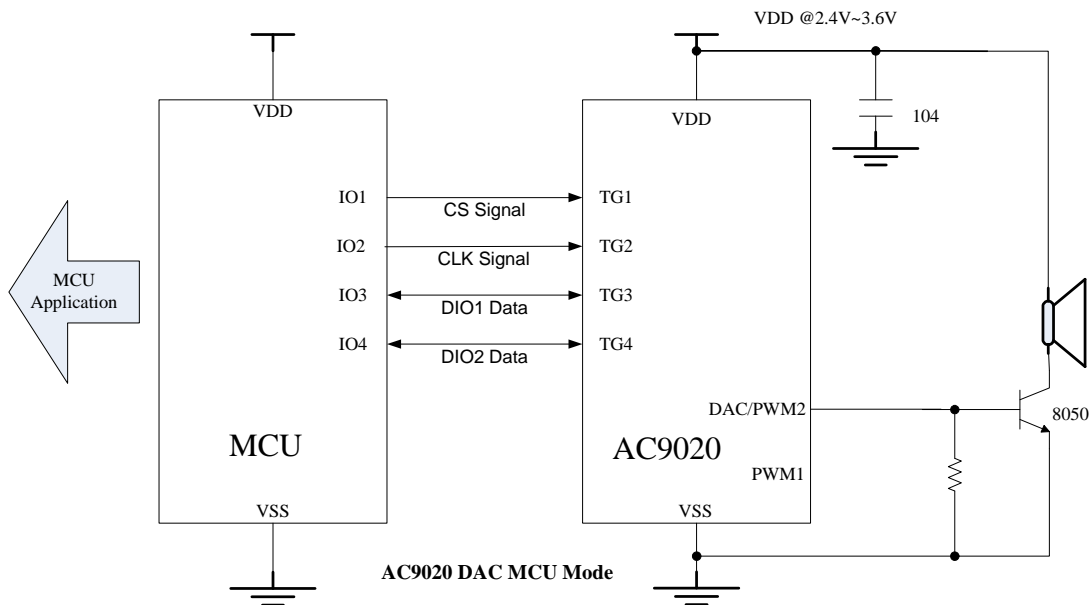 VDD @2.4V~3.6V
VDD
VDD
104
IO1
CS Signal
TG1
IO2
CLK Signal
TG2
MCU
Application
IO3
DIO1 Data
TG3
IO4
DIO2 Data
TG4
DAC/PWM2
8050
MCU
AC9020
PWM1
VSS
VSS
AC9020 DAC MCU Mode